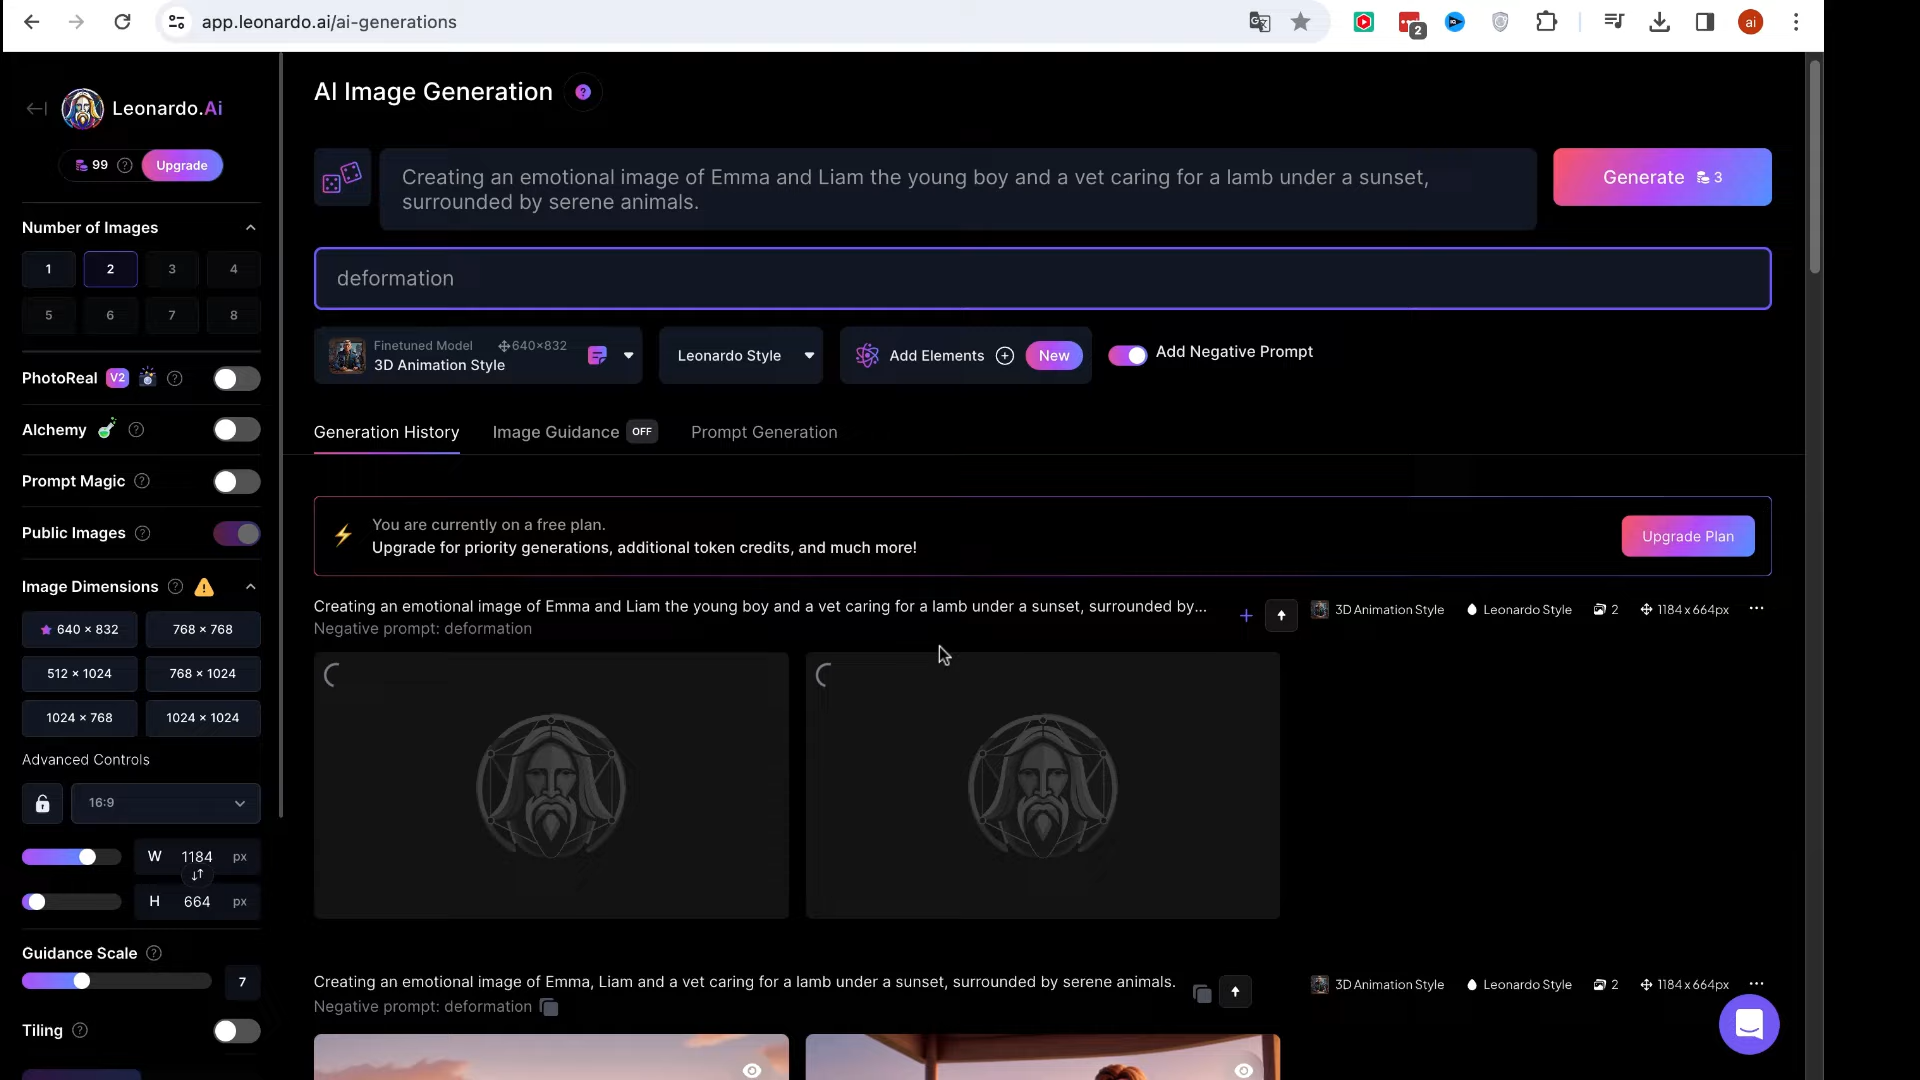 app.leonardo.ai/ai-generations
2
ai
Leonardo.Ai
99
Upgrade
Number of Images
1
2
3
4
5
6
7
8
PhotoReal V2
Alchemy
Prompt Magic
Public Images
Image Dimensions
640 × 832
768 × 768
512 × 1024
768 × 1024
1024 × 768
1024 × 1024
Advanced Controls
16:9
W 1184 px
H 664 px
Guidance Scale
7
Tiling
AI Image Generation
Creating an emotional image of Emma and Liam the young boy and a vet caring for a lamb under a sunset,
surrounded by serene animals.
Generate 3
deformation
Finetuned Model 640×832
3D Animation Style
Leonardo Style
Add Elements
New
Add Negative Prompt
Generation History
Image Guidance OFF
Prompt Generation
You are currently on a free plan.
Upgrade for priority generations, additional token credits, and much more!
Upgrade Plan
Creating an emotional image of Emma and Liam the young boy and a vet caring for a lamb under a sunset, surrounded by...
Negative prompt: deformation
3D Animation Style
Leonardo Style
2
1184 x 664px
Creating an emotional image of Emma, Liam and a vet caring for a lamb under a sunset, surrounded by serene animals.
Negative prompt: deformation
3D Animation Style
Leonardo Style
2
1184 x 664px